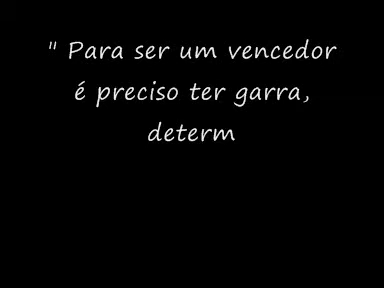 " Para ser um vencedor
é preciso ter garra,
determ